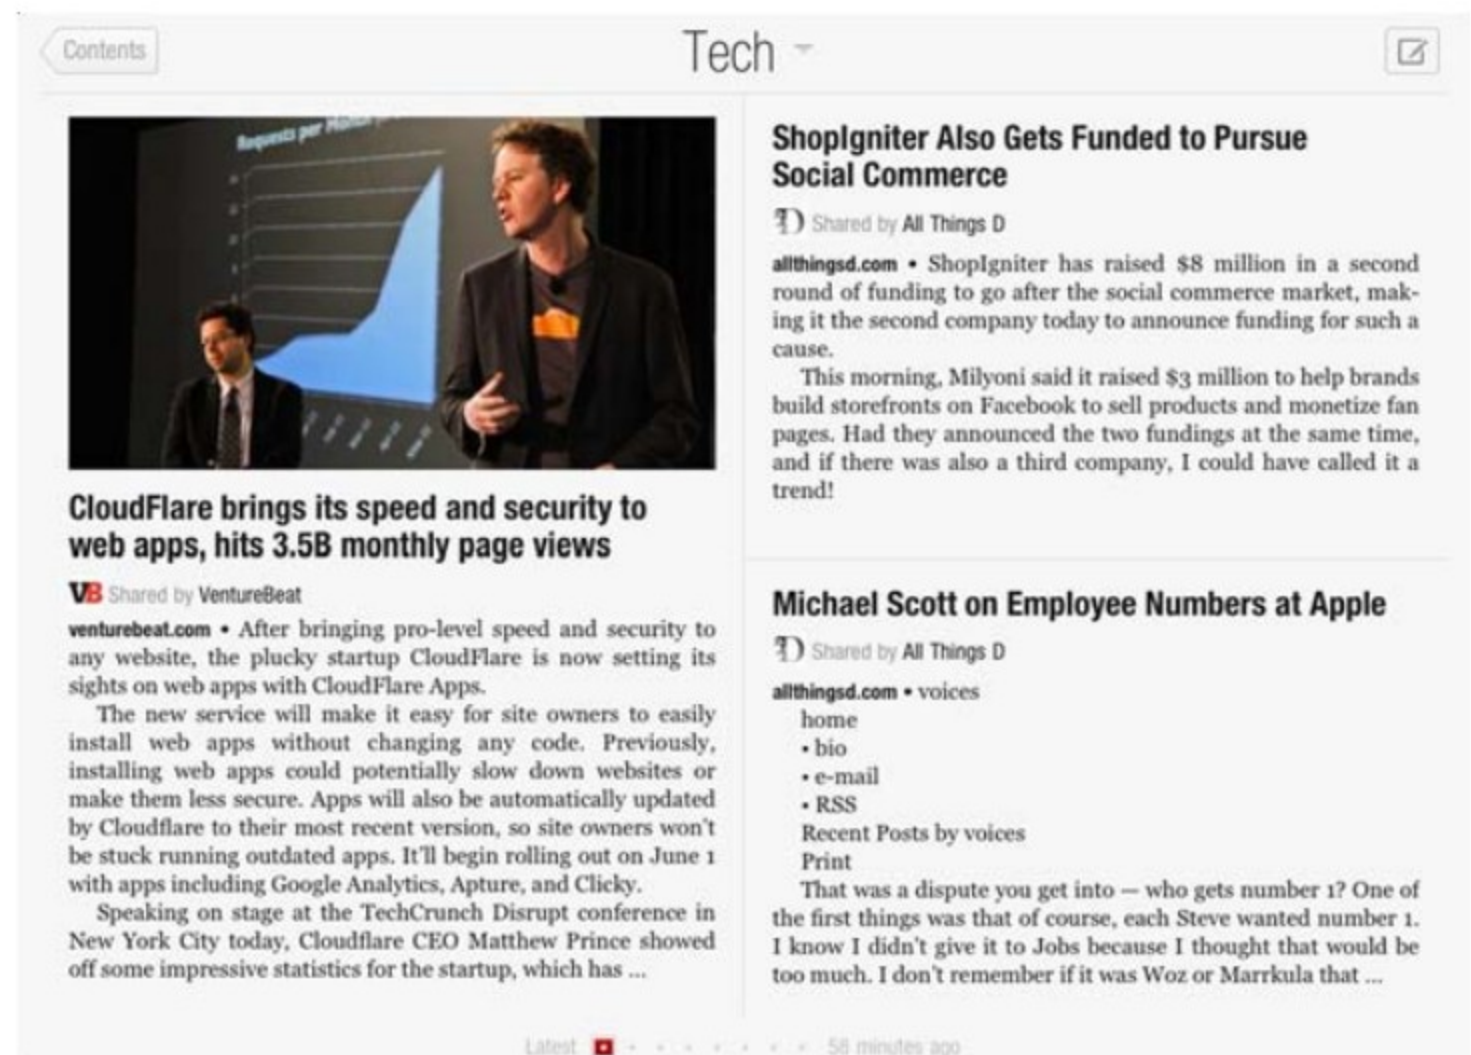 Contents
Tech
Requests per Month
CloudFlare brings its speed and security to
web apps, hits 3.5B monthly page views
VB Shared by VentureBeat
venturebeat.com • After bringing pro-level speed and security to
any website, the plucky startup CloudFlare is now setting its
sights on web apps with CloudFlare Apps.
The new service will make it easy for site owners to easily
install web apps without changing any code. Previously,
installing web apps could potentially slow down websites or
make them less secure. Apps will also be automatically updated
by Cloudflare to their most recent version, so site owners won't
be stuck running outdated apps. It'll begin rolling out on June 1
with apps including Google Analytics, Apture, and Clicky.
Speaking on stage at the TechCrunch Disrupt conference in
New York City today, Cloudflare CEO Matthew Prince showed
off some impressive statistics for the startup, which has ...
ShopIgniter Also Gets Funded to Pursue
Social Commerce
D Shared by All Things D
allthingsd.com • ShopIgniter has raised $8 million in a second
round of funding to go after the social commerce market, mak-
ing it the second company today to announce funding for such a
cause.
This morning, Milyoni said it raised $3 million to help brands
build storefronts on Facebook to sell products and monetize fan
pages. Had they announced the two fundings at the same time,
and if there was also a third company, I could have called it a
trend!
Michael Scott on Employee Numbers at Apple
D Shared by All Things D
allthingsd.com • voices
home
• bio
• e-mail
• RSS
Recent Posts by voices
Print
That was a dispute you get into — who gets number 1? One of
the first things was that of course, each Steve wanted number 1.
I know I didn't give it to Jobs because I thought that would be
too much. I don't remember if it was Woz or Marrkula that ...
Latest
58 minutes ago